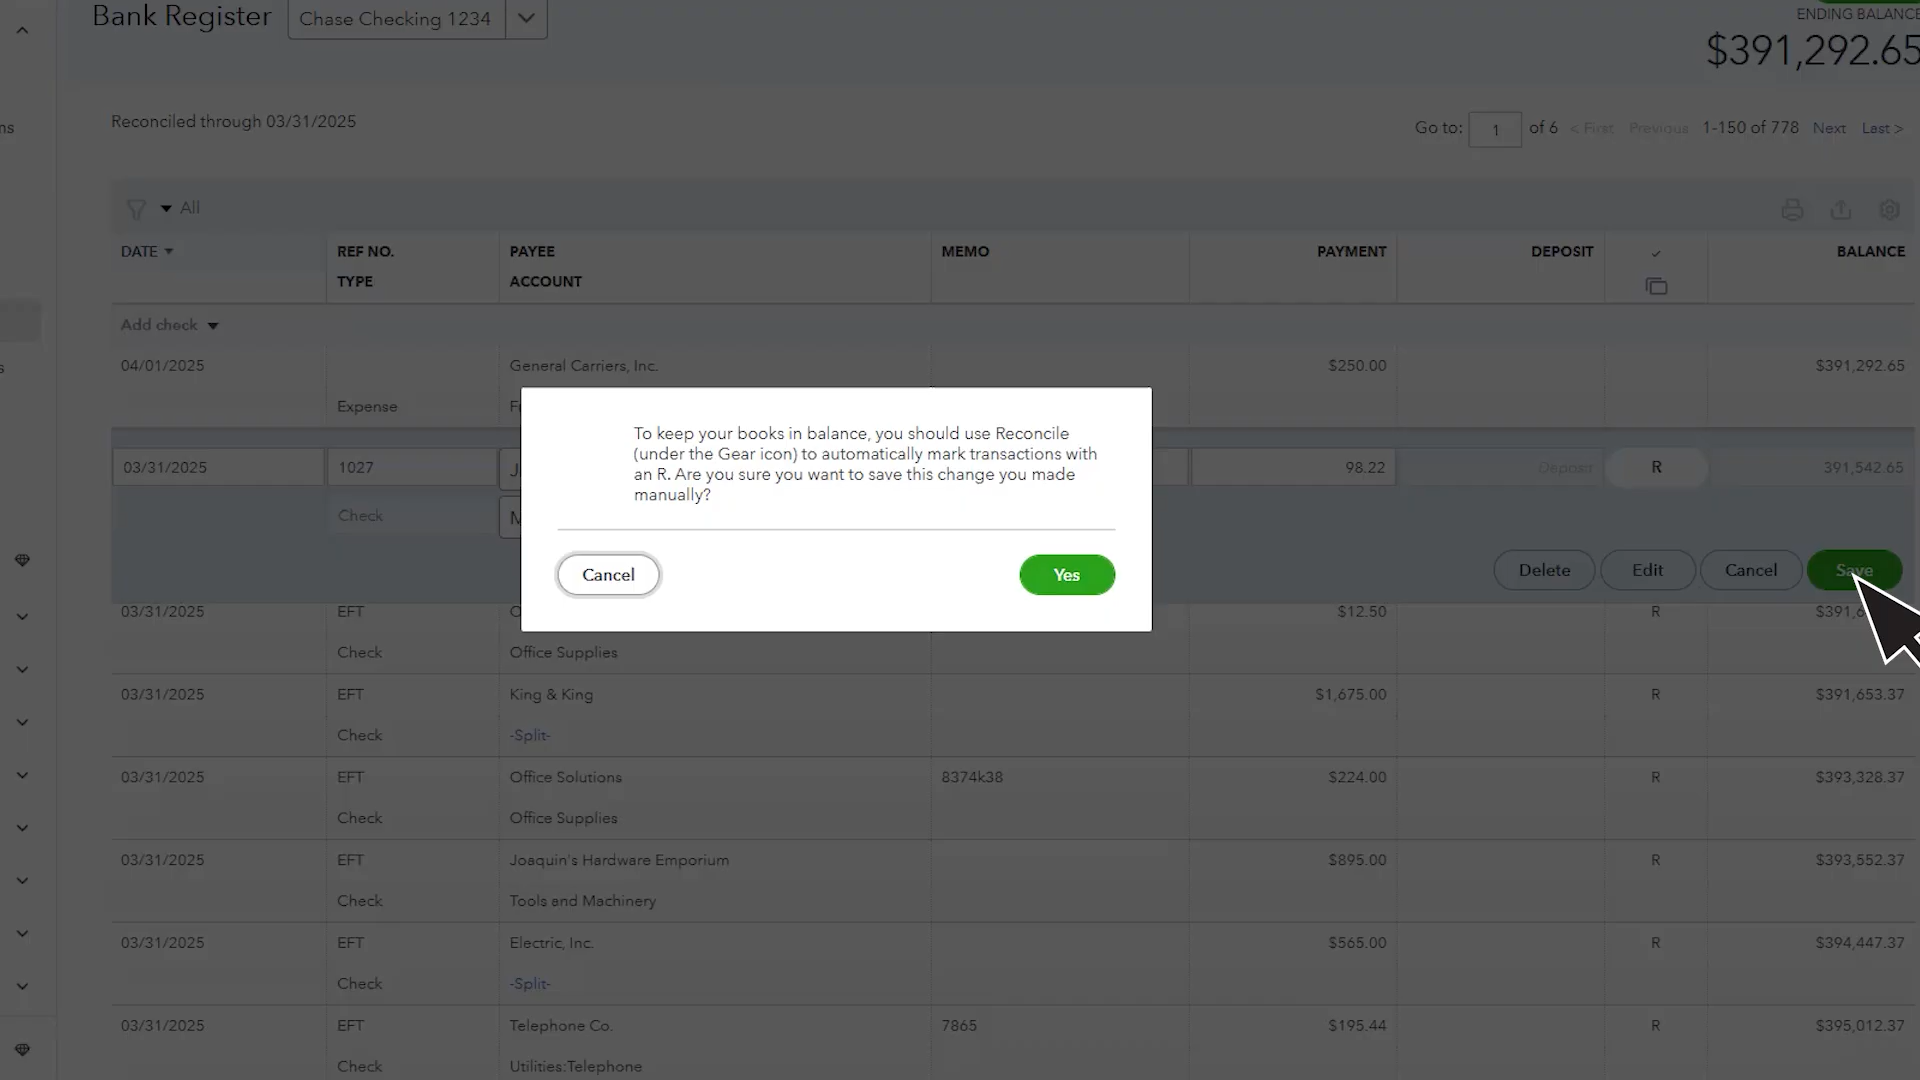 Bank Register
Chase Checking 1234
ENDING BALANCE
$391,292.65
ns
Reconciled through 03/31/2025
Go to: 1 of 6 < First Previous 1-150 of 778 Next Last >
All
DATE REF NO. PAYEE MEMO PAYMENT DEPOSIT ✓ BALANCE
TYPE ACCOUNT
Add check
04/01/2025 General Carriers, Inc. $250.00 $391,292.65
s
Expense
To keep your books in balance, you should use Reconcile
(under the Gear icon) to automatically mark transactions with
an R. Are you sure you want to save this change you made
manually?
Cancel Yes
03/31/2025 1027 98.22 Deposit R 391,542.65
Check
Delete Edit Cancel Save
03/31/2025 EFT $12.50 R
Check Office Supplies
03/31/2025 EFT King & King $1,675.00 R $391,653.37
Check -Split-
03/31/2025 EFT Office Solutions 8374k38 $224.00 R $393,328.37
Check Office Supplies
03/31/2025 EFT Joaquin's Hardware Emporium $895.00 R $393,552.37
Check Tools and Machinery
03/31/2025 EFT Electric, Inc. $565.00 R $394,447.37
Check -Split-
03/31/2025 EFT Telephone Co. 7865 $195.44 R $395,012.37
Check Utilities:Telephone